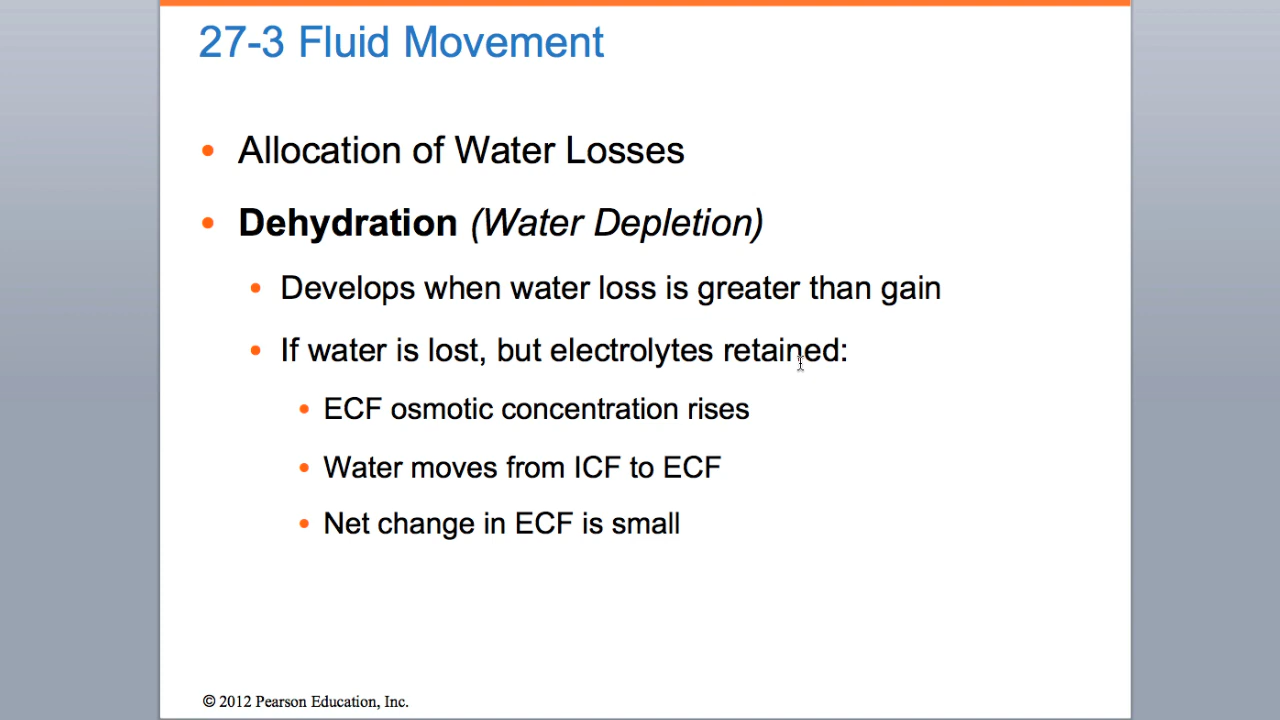 27-3 Fluid Movement
• Allocation of Water Losses
• Dehydration (Water Depletion)
• Develops when water loss is greater than gain
• If water is lost, but electrolytes retained:
• ECF osmotic concentration rises
• Water moves from ICF to ECF
• Net change in ECF is small
© 2012 Pearson Education, Inc.